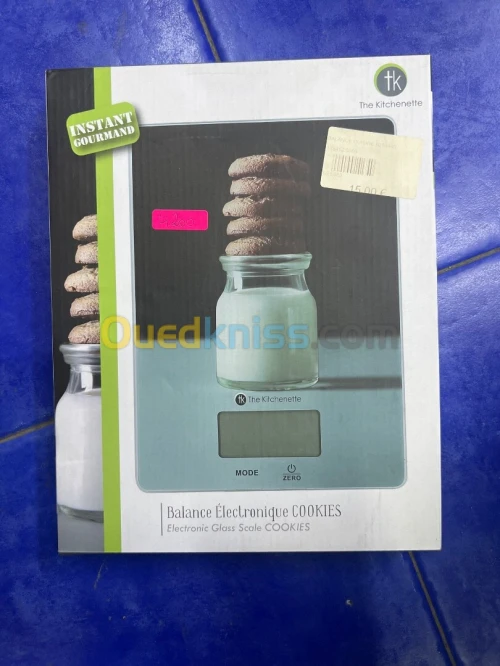 tk
The Kitchenette
INSTANT
GOURMAND
15,00 €
Ouedkniss.com
tk The Kitchenette
MODE
ZERO
Balance Électronique COOKIES
Electronic Glass Scale COOKIES